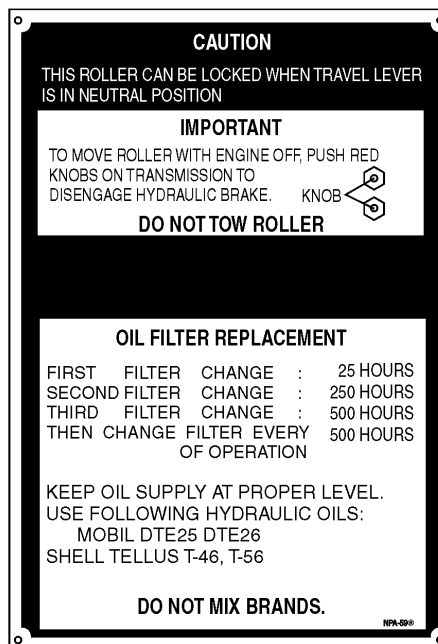 CAUTION
THIS ROLLER CAN BE LOCKED WHEN TRAVEL LEVER
IS IN NEUTRAL POSITION
IMPORTANT
TO MOVE ROLLER WITH ENGINE OFF, PUSH RED
KNOBS ON TRANSMISSION TO
DISENGAGE HYDRAULIC BRAKE. KNOB
DO NOT TOW ROLLER
OIL FILTER REPLACEMENT
FIRST FILTER CHANGE : 25 HOURS
SECOND FILTER CHANGE : 250 HOURS
THIRD FILTER CHANGE : 500 HOURS
THEN CHANGE FILTER EVERY 500 HOURS
OF OPERATION
KEEP OIL SUPPLY AT PROPER LEVEL.
USE FOLLOWING HYDRAULIC OILS:
MOBIL DTE25 DTE26
SHELL TELLUS T-46, T-56
DO NOT MIX BRANDS.
NPA-59®